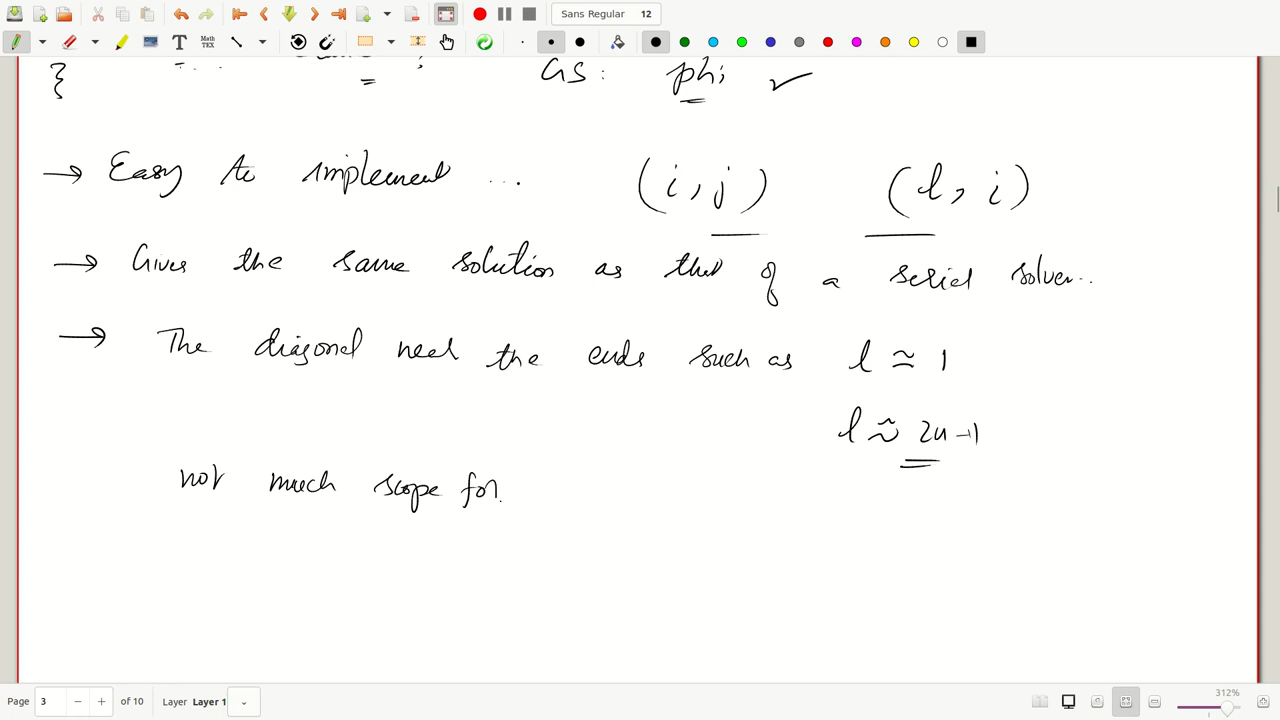 Sans Regular 12
T Math TEX
} GS: phi ✓
→ Easy to implement ... (i, j) (l, i)
→ Gives the same solution as that of a serial solver..
→ The diagonal near the ends such as l ≈ 1
l ≈ 2n-1
not much scope for
Page 3 of 10 Layer Layer 1 312%